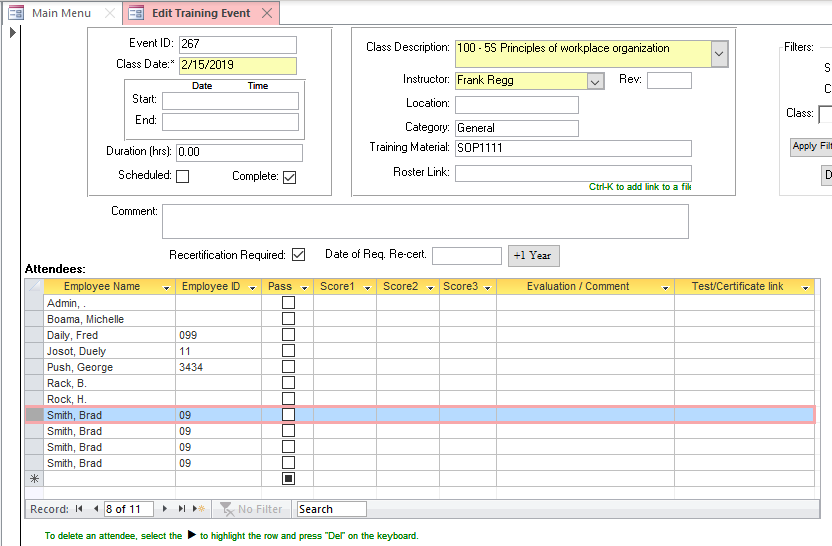 Main Menu
Edit Training Event
Event ID: 267
Class Date:* 2/15/2019
Date Time
Start:
End:
Duration (hrs): 0.00
Scheduled:
Complete:
Class Description: 100 - 5S Principles of workplace organization
Instructor: Frank Regg
Rev:
Location:
Category: General
Training Material: SOP1111
Roster Link:
Ctrl-K to add link to a file
Filters:
S
C
Class:
Apply Filt
D
Comment:
Recertification Required:
Date of Req. Re-cert.
+1 Year
Attendees:
Employee Name Employee ID Pass Score1 Score2 Score3 Evaluation / Comment Test/Certificate link
Admin, .
Boama, Michelle
Daily, Fred 099
Josot, Duely 11
Push, George 3434
Rack, B.
Rock, H.
Smith, Brad 09
Smith, Brad 09
Smith, Brad 09
Smith, Brad 09
Record: 8 of 11 No Filter Search
To delete an attendee, select the ▶ to highlight the row and press "Del" on the keyboard.